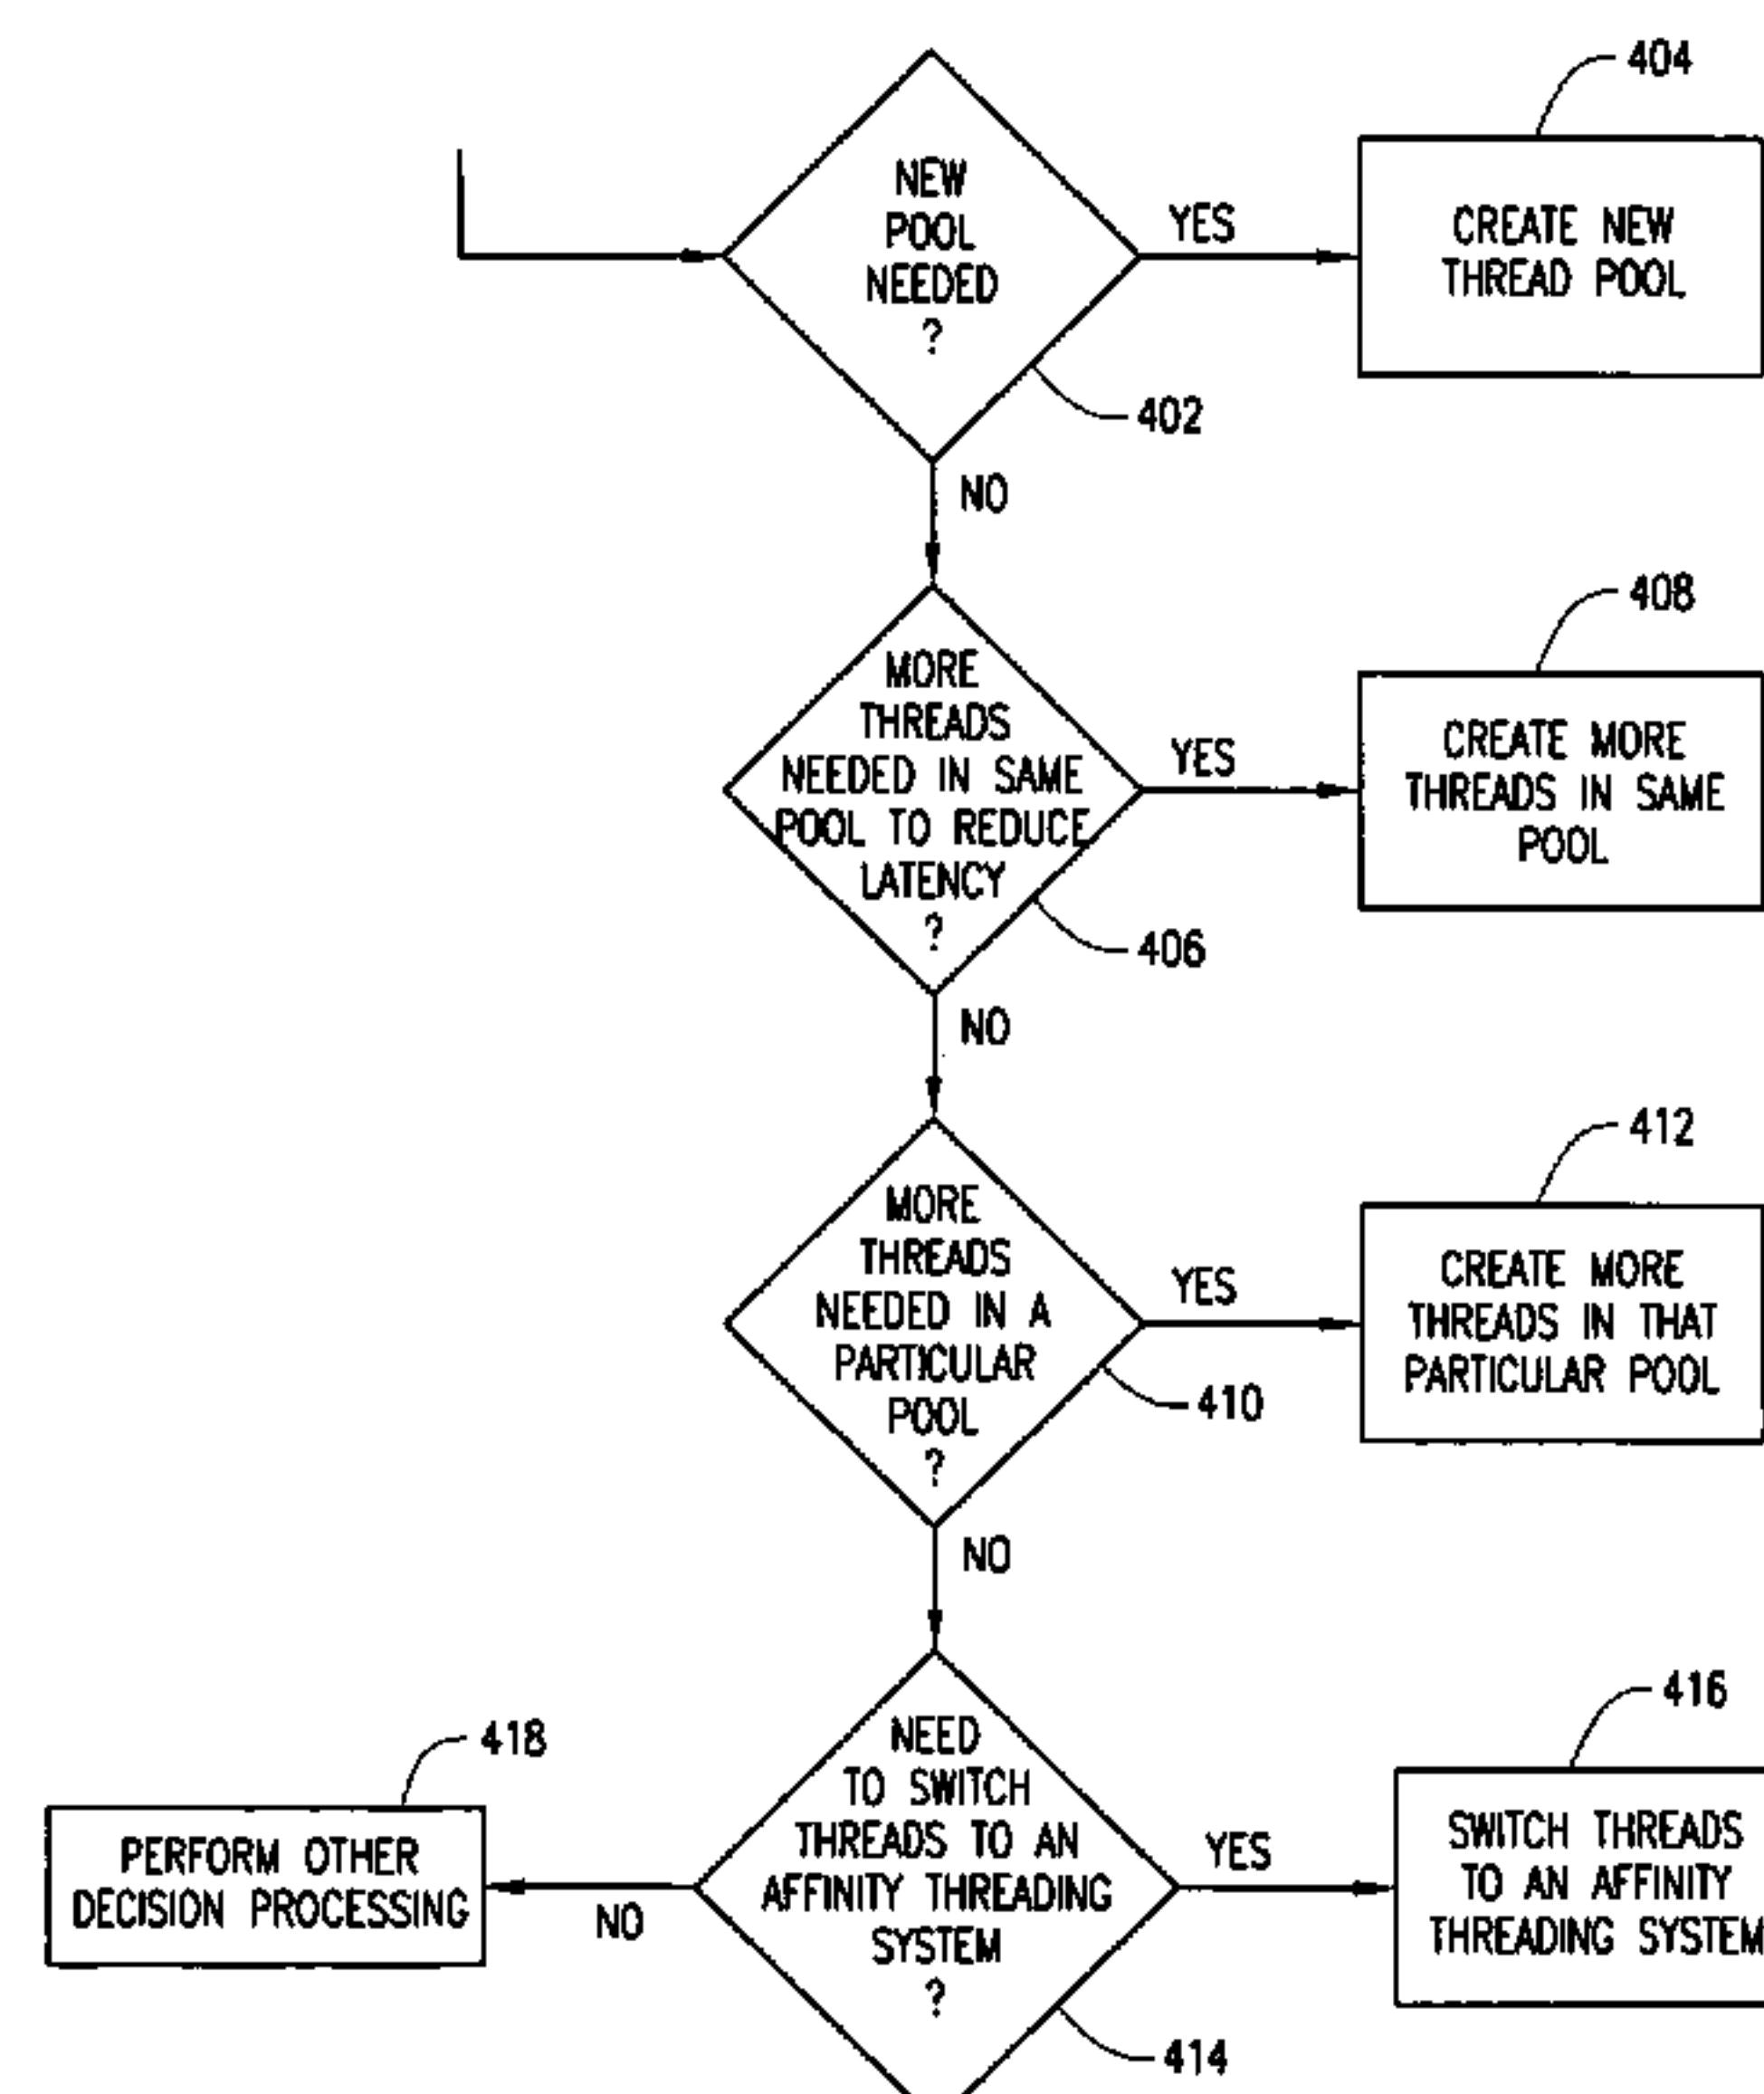 404
NEW
POOL
NEEDED
?
YES
CREATE NEW
THREAD POOL
402
NO
408
MORE
THREADS
NEEDED IN SAME
POOL TO REDUCE
LATENCY
?
YES
CREATE MORE
THREADS IN SAME
POOL
406
NO
412
MORE
THREADS
NEEDED IN A
PARTICULAR
POOL
?
YES
CREATE MORE
THREADS IN THAT
PARTICULAR POOL
410
NO
416
418
NEED
TO SWITCH
THREADS TO AN
AFFINITY THREADING
SYSTEM
?
YES
SWITCH THREADS
TO AN AFFINITY
THREADING SYSTEM
PERFORM OTHER
DECISION PROCESSING
NO
414